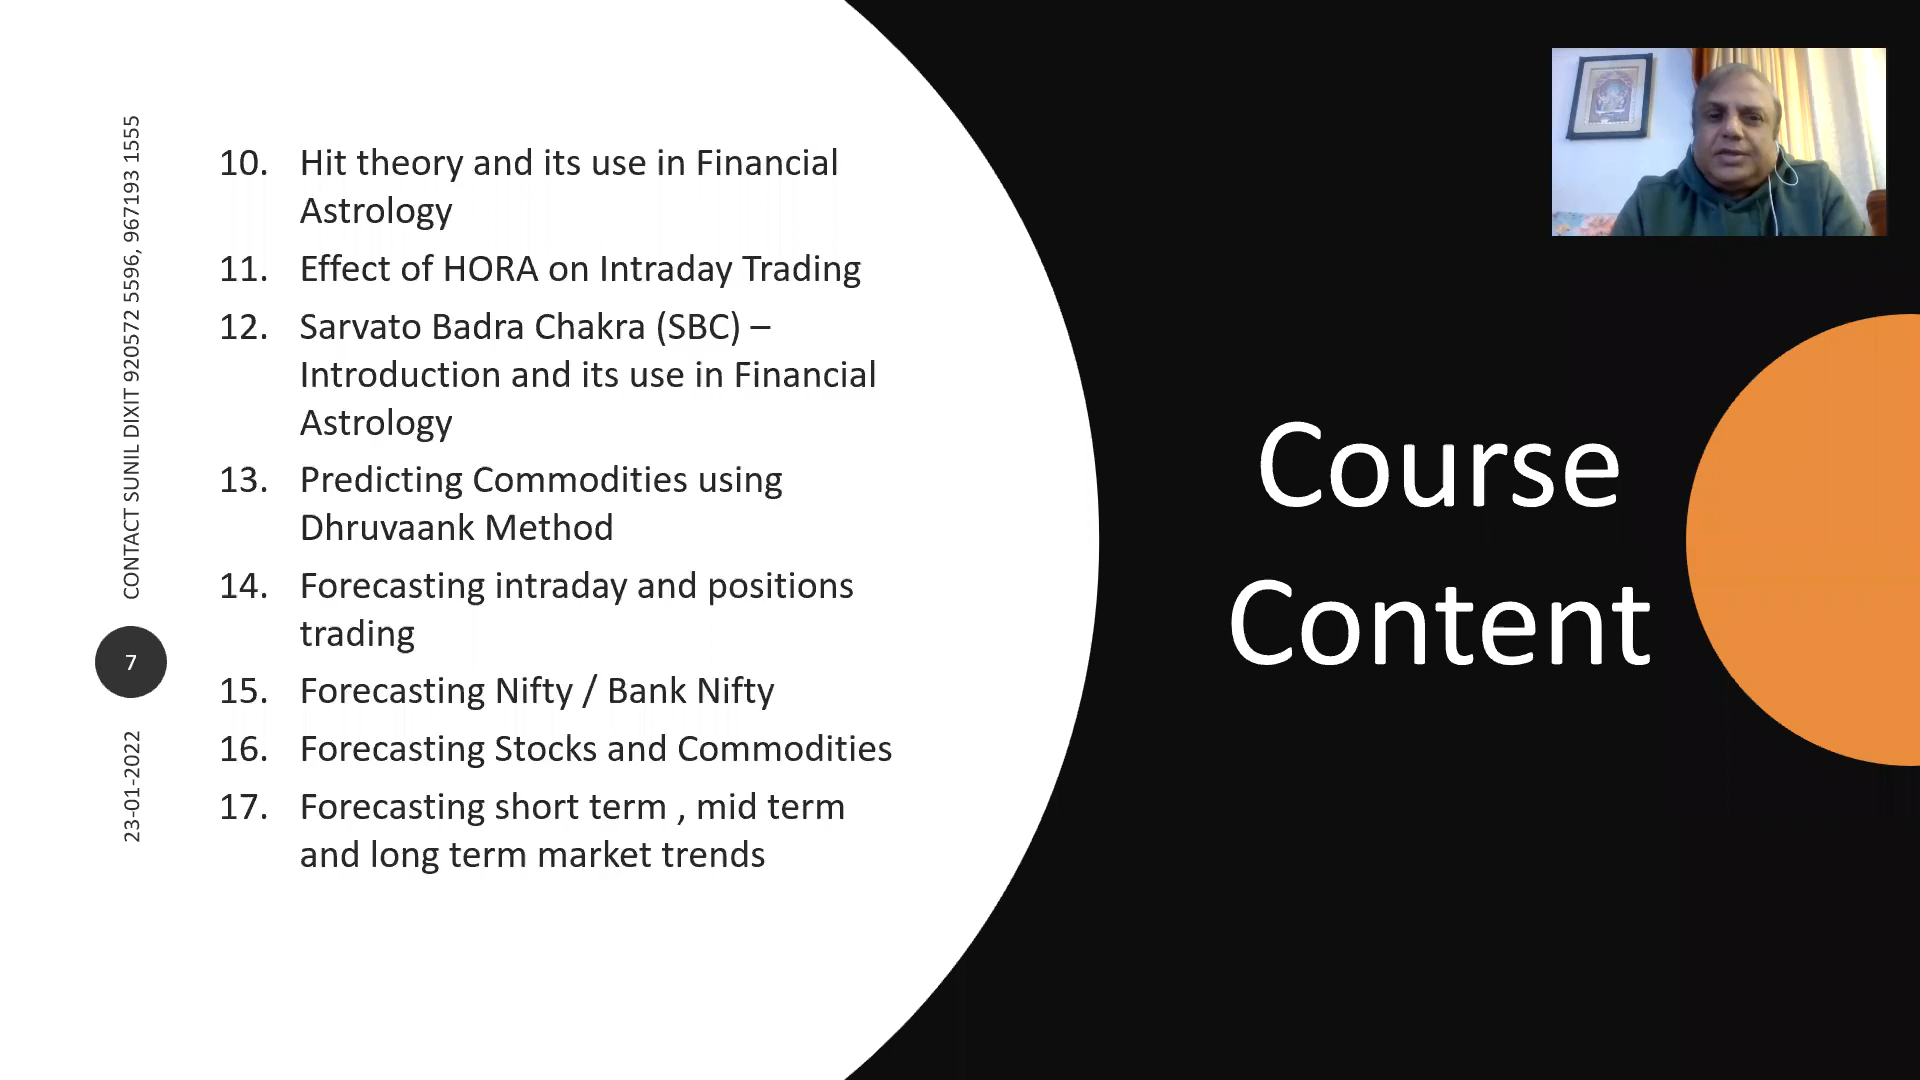 10. Hit theory and its use in Financial
Astrology
11. Effect of HORA on Intraday Trading
12. Sarvato Badra Chakra (SBC) –
Introduction and its use in Financial
Astrology
13. Predicting Commodities using
Dhruvaank Method
14. Forecasting intraday and positions
trading
15. Forecasting Nifty / Bank Nifty
16. Forecasting Stocks and Commodities
17. Forecasting short term , mid term
and long term market trends
Course
Content
CONTACT SUNIL DIXIT 920572 5596, 967193 1555
7
23-01-2022